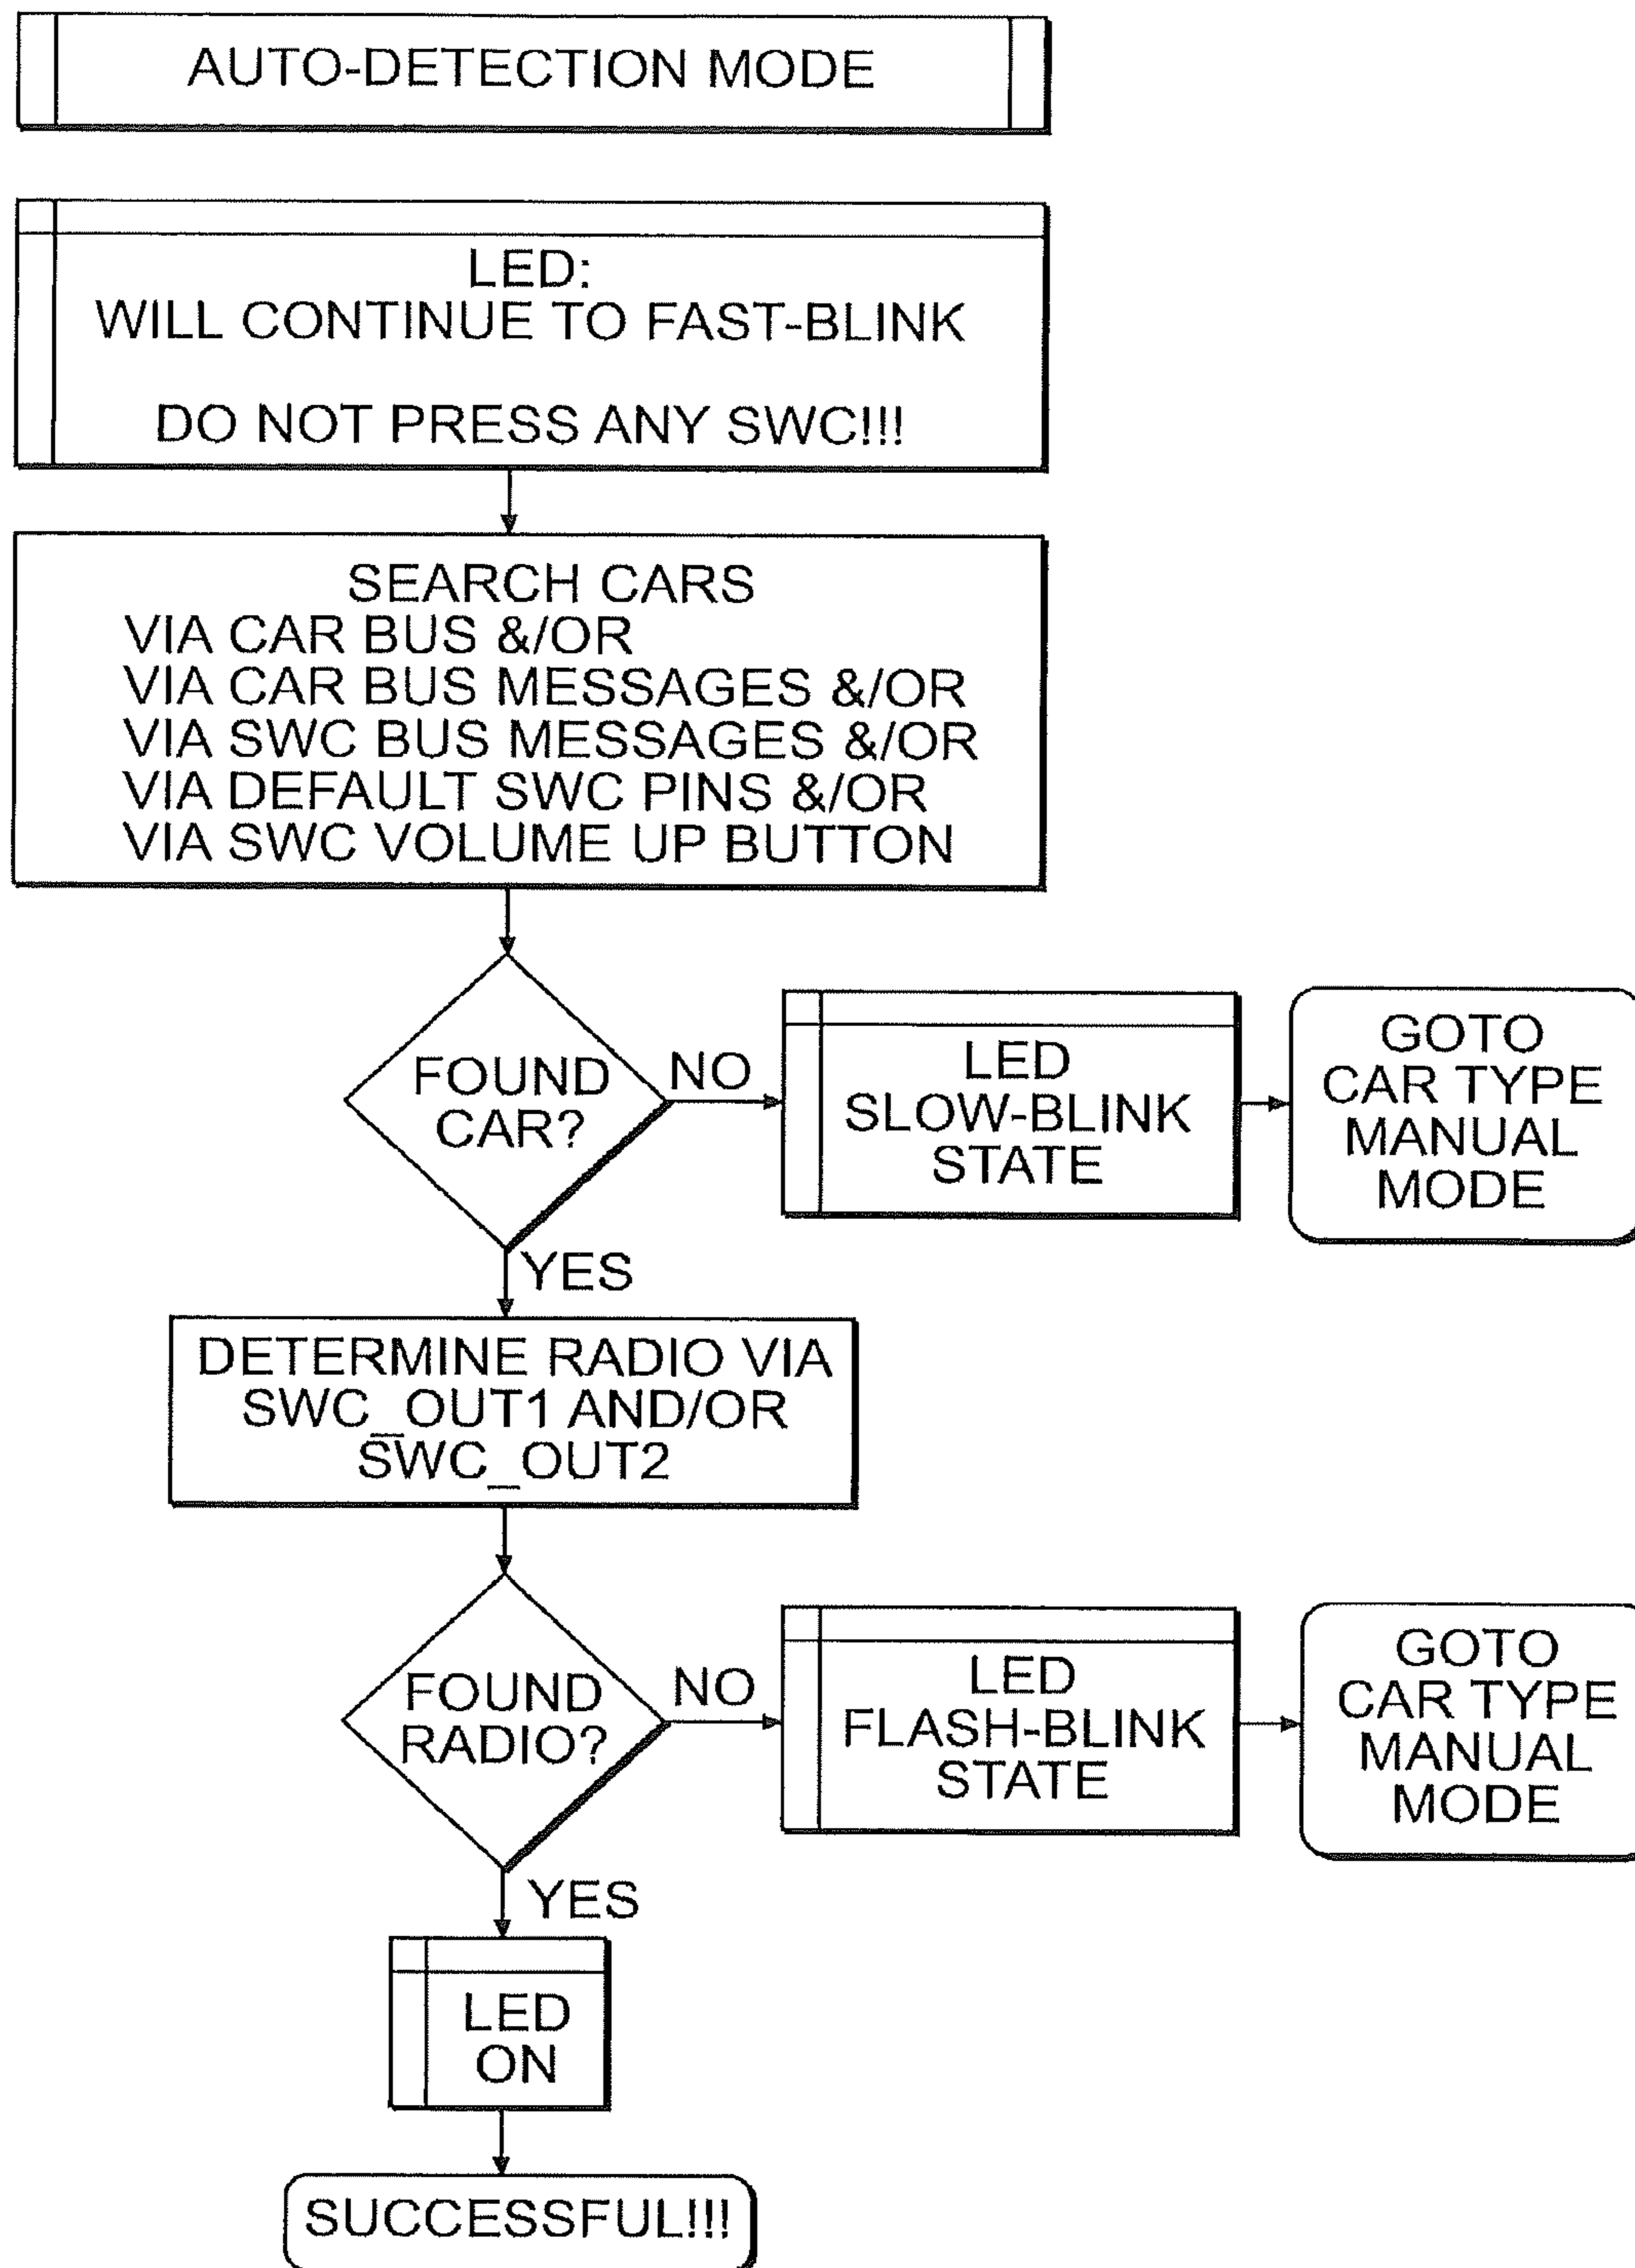 AUTO-DETECTION MODE
LED:
WILL CONTINUE TO FAST-BLINK
DO NOT PRESS ANY SWC!!!
SEARCH CARS
VIA CAR BUS &/OR
VIA CAR BUS MESSAGES &/OR
VIA SWC BUS MESSAGES &/OR
VIA DEFAULT SWC PINS &/OR
VIA SWC VOLUME UP BUTTON
FOUND
CAR?
NO
LED
SLOW-BLINK
STATE
GOTO
CAR TYPE
MANUAL
MODE
YES
DETERMINE RADIO VIA
SWC_OUT1 AND/OR
SWC_OUT2
FOUND
RADIO?
NO
LED
FLASH-BLINK
STATE
GOTO
CAR TYPE
MANUAL
MODE
YES
LED
ON
SUCCESSFUL!!!